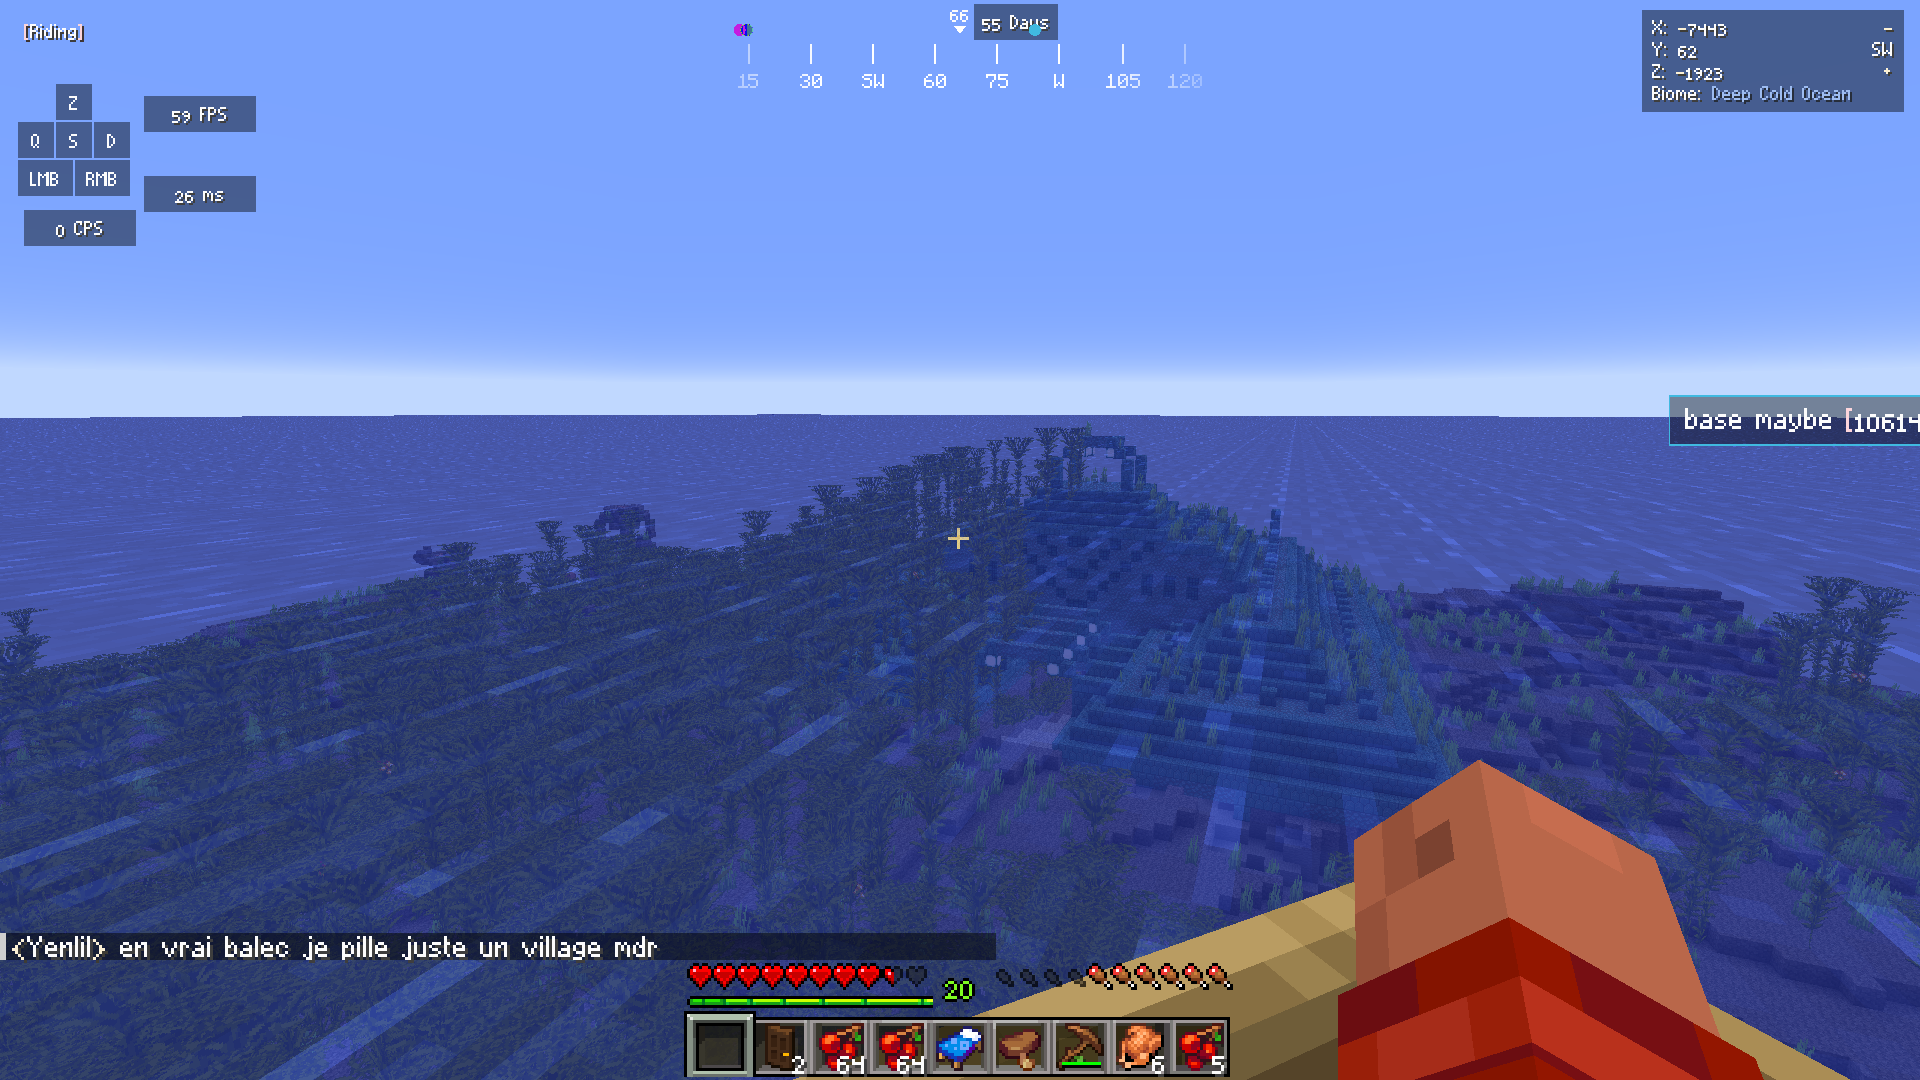 [Riding]
66
55 Days
15 30 SW 60 75 W 105 120
X: -7443 -
Y: 62 SW
Z: -1923 +
Biome: Deep Cold Ocean
Z
Q S D
LMB RMB
0 CPS
59 FPS
26 ms
base maybe [10614
<Yenlil> en vrai balec je pille juste un village mdr
20
2 64 64 6 5